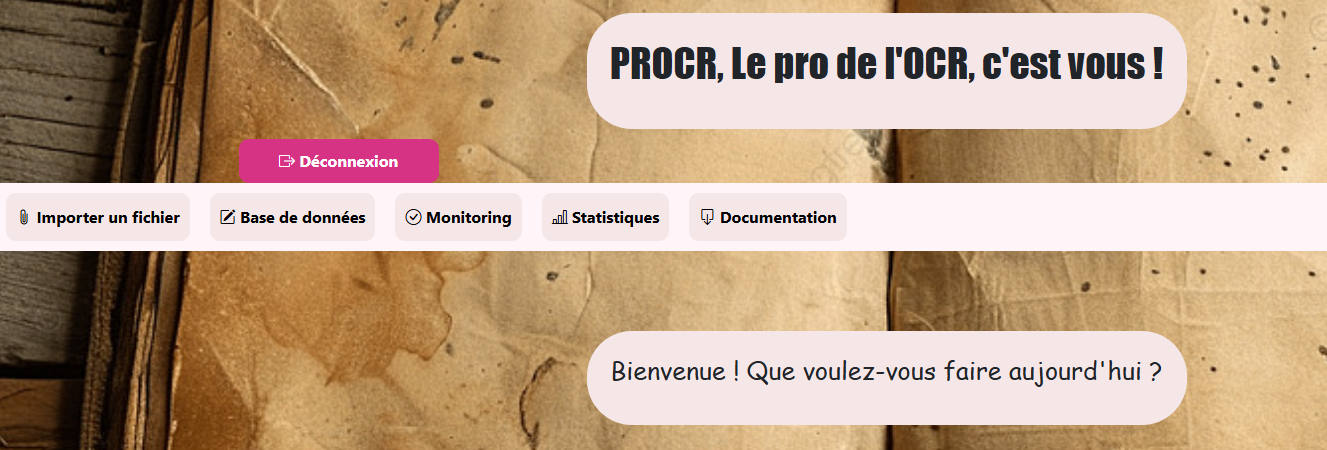 PROCR, Le pro de l'OCR, c'est vous !
Déconnexion
Importer un fichier
Base de données
Monitoring
Statistiques
Documentation
Bienvenue ! Que voulez-vous faire aujourd'hui ?